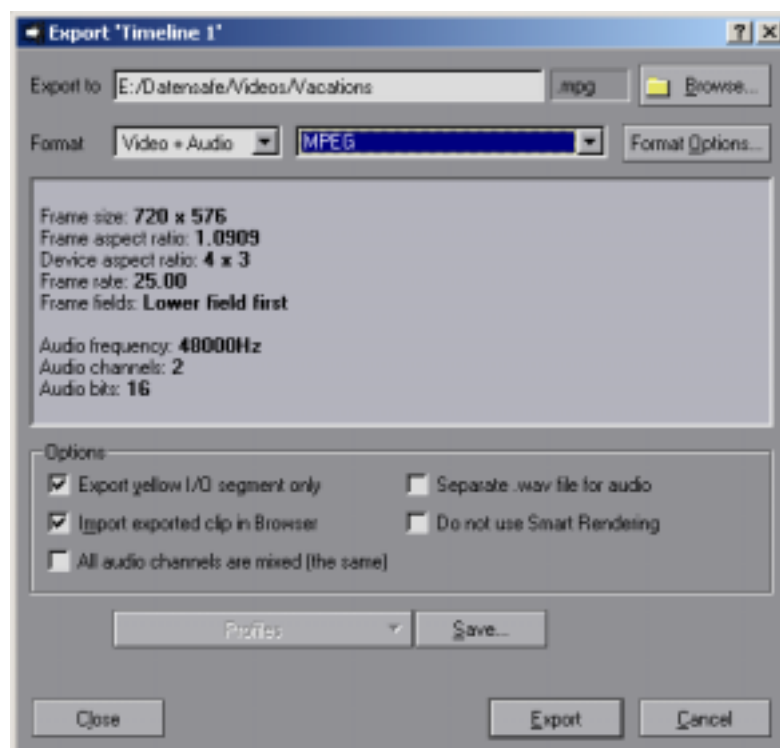 Export 'Timeline 1'
Export to E:/Datensafe/Videos/Vacations .mpg Browse...
Format Video + Audio MPEG Format Options...
Frame size: 720 x 576
Frame aspect ratio: 1.0909
Device aspect ratio: 4 x 3
Frame rate: 25.00
Frame fields: Lower field first
Audio frequency: 48000Hz
Audio channels: 2
Audio bits: 16
Options
Export yellow I/O segment only Separate .wav file for audio
Import exported clip in Browser Do not use Smart Rendering
All audio channels are mixed (the same)
Profiles Save...
Close Export Cancel